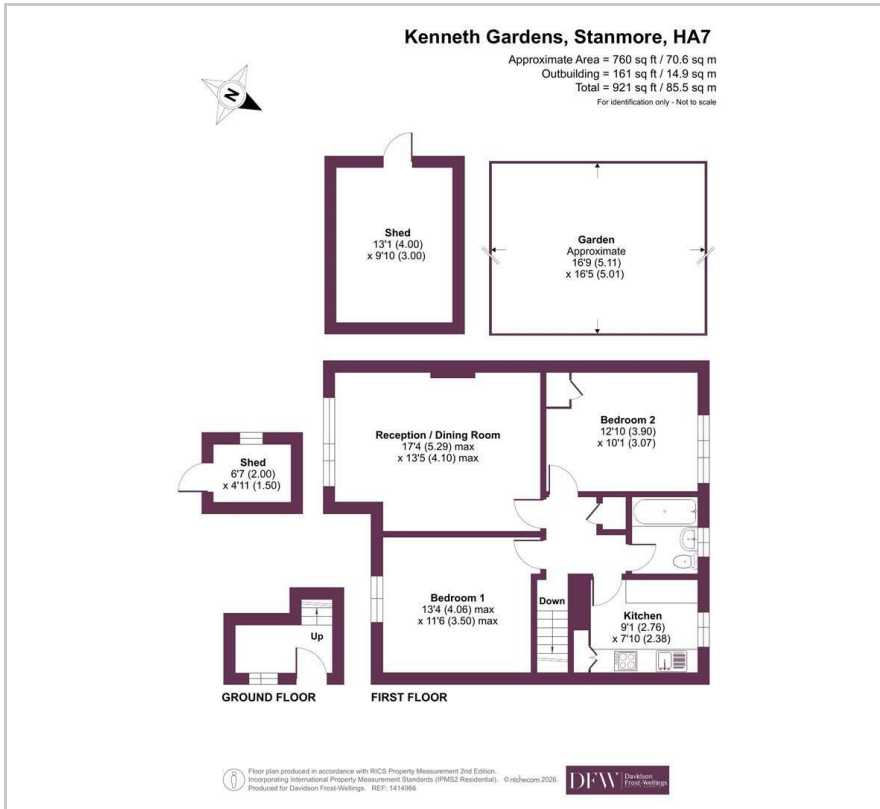 Kenneth Gardens, Stanmore, HA7
Approximate Area = 760 sq ft / 70.6 sq m
Outbuilding = 161 sq ft / 14.9 sq m
Total = 921 sq ft / 85.5 sq m
For identification only - Not to scale
N
Shed
13'1 (4.00)
x 9'10 (3.00)
Garden
Approximate
16'9 (5.11)
x 16'5 (5.01)
Reception / Dining Room
17'4 (5.29) max
x 13'5 (4.10) max
Bedroom 2
12'10 (3.90)
x 10'1 (3.07)
Shed
6'7 (2.00)
x 4'11 (1.50)
Bedroom 1
13'4 (4.06) max
x 11'6 (3.50) max
Down
Kitchen
9'1 (2.76)
x 7'10 (2.38)
Up
GROUND FLOOR
FIRST FLOOR
Floor plan produced in accordance with RICS Property Measurement 2nd Edition,
Incorporating International Property Measurement Standards (IPMS2 Residential). © nichecom 2026.
Produced for Davidson Frost-Wellings. REF: 1414986
DFW
Davidson
Frost-Wellings